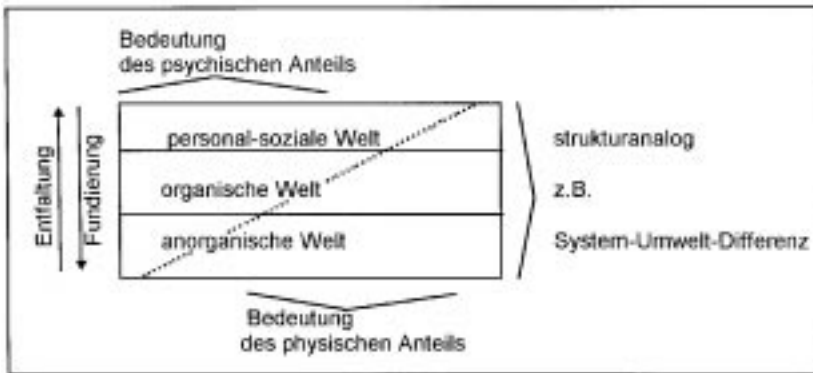 Bedeutung
des psychischen Anteils
Entfaltung
Fundierung
personal-soziale Welt
strukturanalog
organische Welt
z.B.
anorganische Welt
System-Umwelt-Differenz
Bedeutung
des physischen Anteils